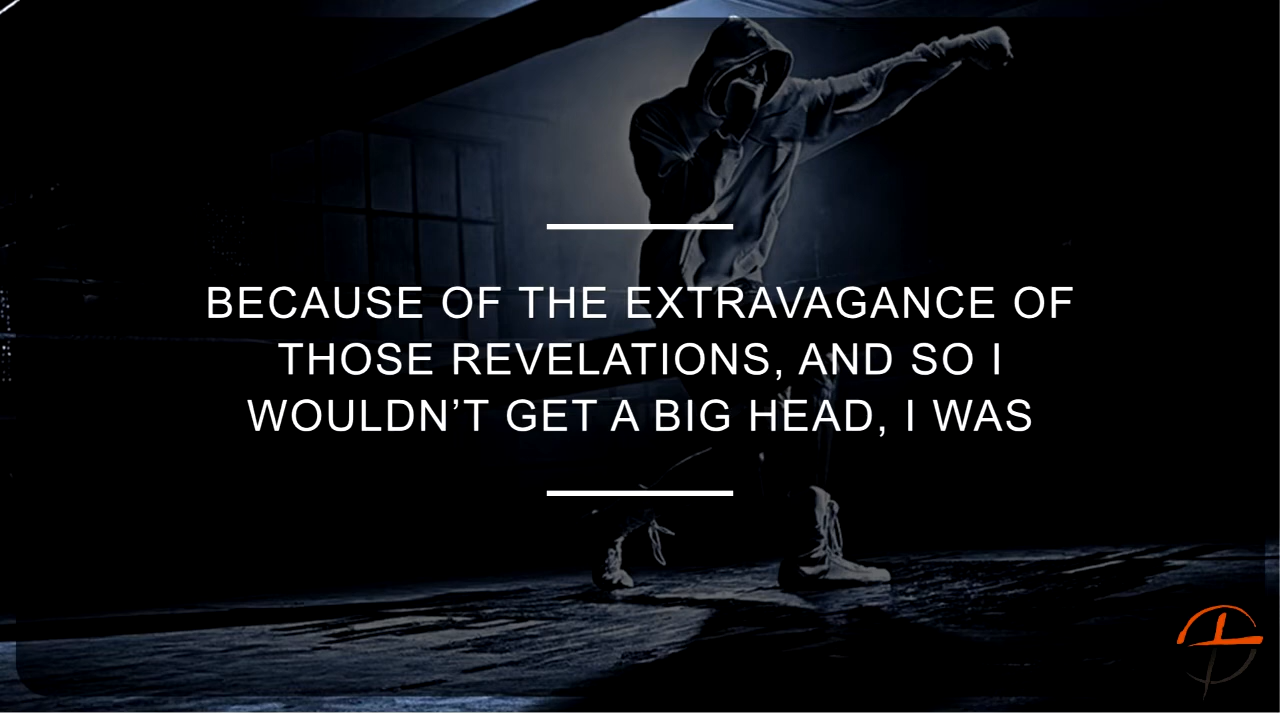 BECAUSE OF THE EXTRAVAGANCE OF
THOSE REVELATIONS, AND SO I
WOULDN’T GET A BIG HEAD, I WAS